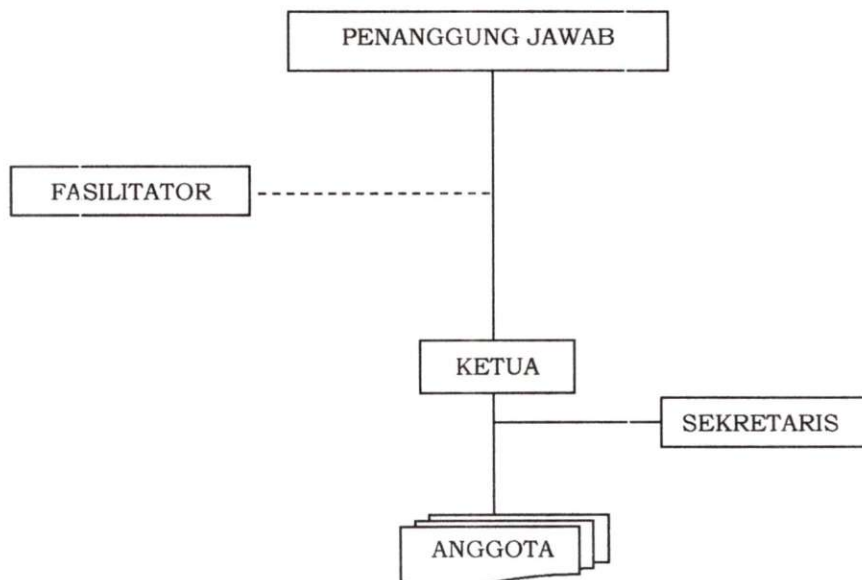 PENANGGUNG JAWAB
FASILITATOR
KETUA
SEKRETARIS
ANGGOTA